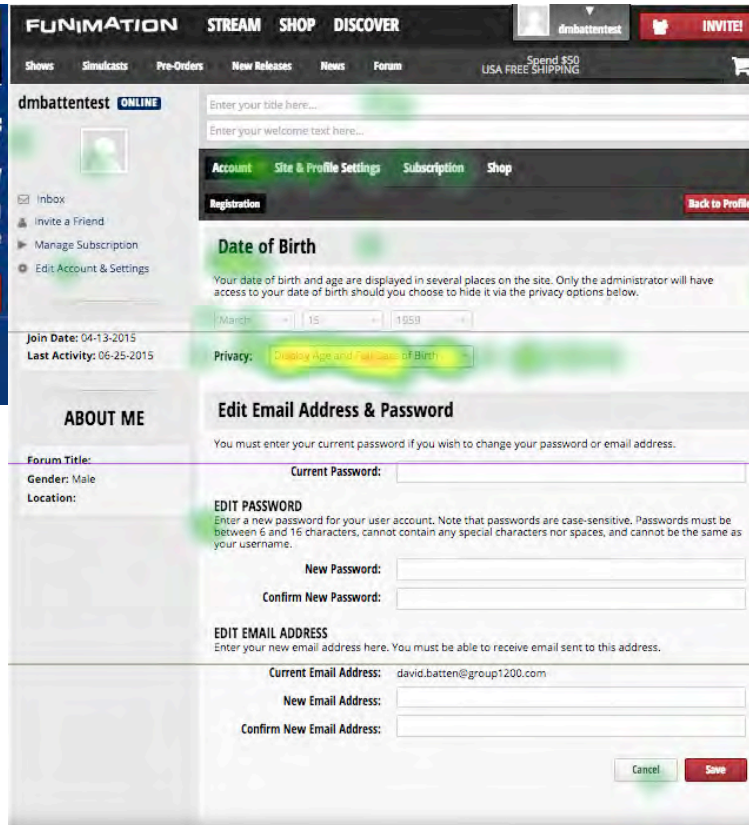 FUNIMATION STREAM SHOP DISCOVER
dmbattentest
INVITE!
Shows Simulcasts Pre-Orders New Releases News Forum
Spend $50
USA FREE SHIPPING
dmbattentest ONLINE
Enter your title here...
Enter your welcome text here...
Account Site & Profile Settings Subscription Shop
Registration
Back to Profile
Inbox
Invite a Friend
Manage Subscription
Edit Account & Settings
Join Date: 04-13-2015
Last Activity: 06-25-2015
ABOUT ME
Forum Title:
Gender: Male
Location:
Date of Birth
Your date of birth and age are displayed in several places on the site. Only the administrator will have
access to your date of birth should you choose to hide it via the privacy options below.
March 15 1959
Privacy: Display Age and Full Date of Birth
Edit Email Address & Password
You must enter your current password if you wish to change your password or email address.
Current Password:
EDIT PASSWORD
Enter a new password for your user account. Note that passwords are case-sensitive. Passwords must be
between 6 and 16 characters, cannot contain any special characters nor spaces, and cannot be the same as
your username.
New Password:
Confirm New Password:
EDIT EMAIL ADDRESS
Enter your new email address here. You must be able to receive email sent to this address.
Current Email Address: david.batten@group1200.com
New Email Address:
Confirm New Email Address:
Cancel Save